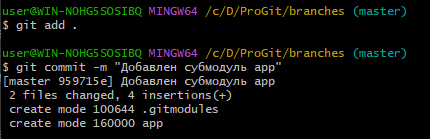 user@WIN-NOHG5SOSIBQ MINGW64 /c/D/ProGit/branches (master)
$ git add .
user@WIN-NOHG5SOSIBQ MINGW64 /c/D/ProGit/branches (master)
$ git commit -m "Добавлен субмодуль app"
[master 959715e] Добавлен субмодуль app
2 files changed, 4 insertions(+)
create mode 100644 .gitmodules
create mode 160000 app